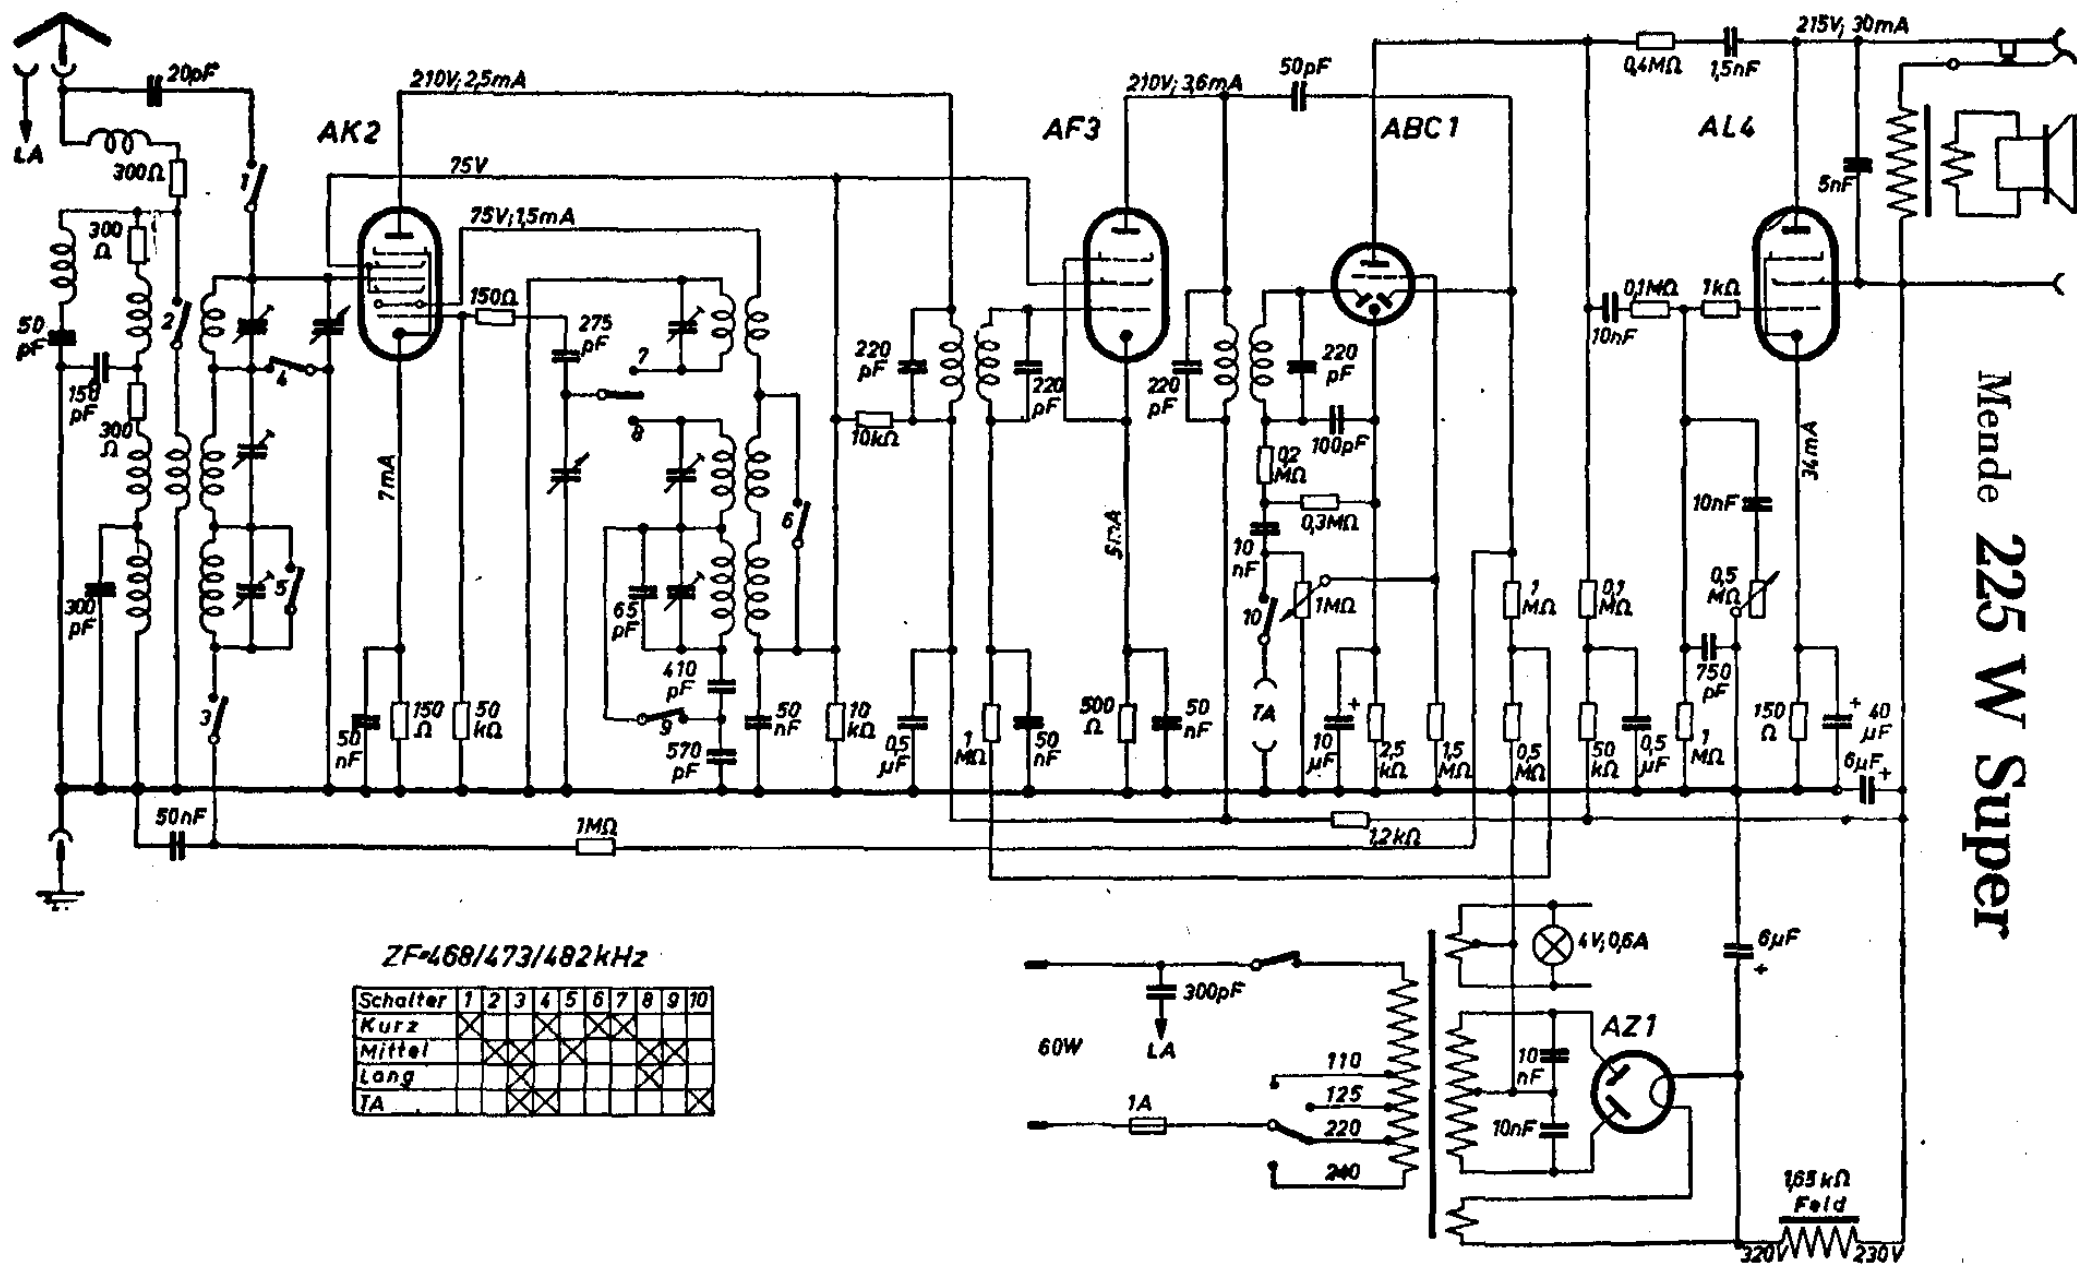 20pF
LA
300Ω
1
AK2
210V; 2,5mA
75V
75V; 1,5mA
300
Ω
50
pF
2
150
pF
300
Ω
4
300
pF
5
3
7mA
50
nF
150
Ω
50
kΩ
150Ω
275
pF
7
8
65
pF
6
410
pF
9
570
pF
50
nF
10
kΩ
10kΩ
220
pF
220
pF
0,5
µF
1
MΩ
50
nF
AF3
210V; 3,6mA
50pF
500
Ω
50
nF
220
pF
220
pF
100pF
0,2
MΩ
0,3MΩ
10
nF
10
1MΩ
TA
10
µF
+
2,5
kΩ
1,5
MΩ
ABC1
1
MΩ
0,5
MΩ
0,4MΩ
1,5nF
215V; 30mA
AL4
5nF
10nF
0,1MΩ
1kΩ
0,1
MΩ
50
kΩ
0,5
µF
10nF
0,5
MΩ
750
pF
1
MΩ
34mA
150
Ω
+
40
µF
6µF
+
50nF
1MΩ
1,2kΩ
Mende 225 W Super
ZF=468/473/482kHz
Schalter 1 2 3 4 5 6 7 8 9 10
Kurz
Mittel
Lang
TA
60W
300pF
LA
1A
110
125
220
240
4V; 0,6A
10
nF
10nF
AZ1
6µF
+
1,65kΩ
Feld
320V
230V